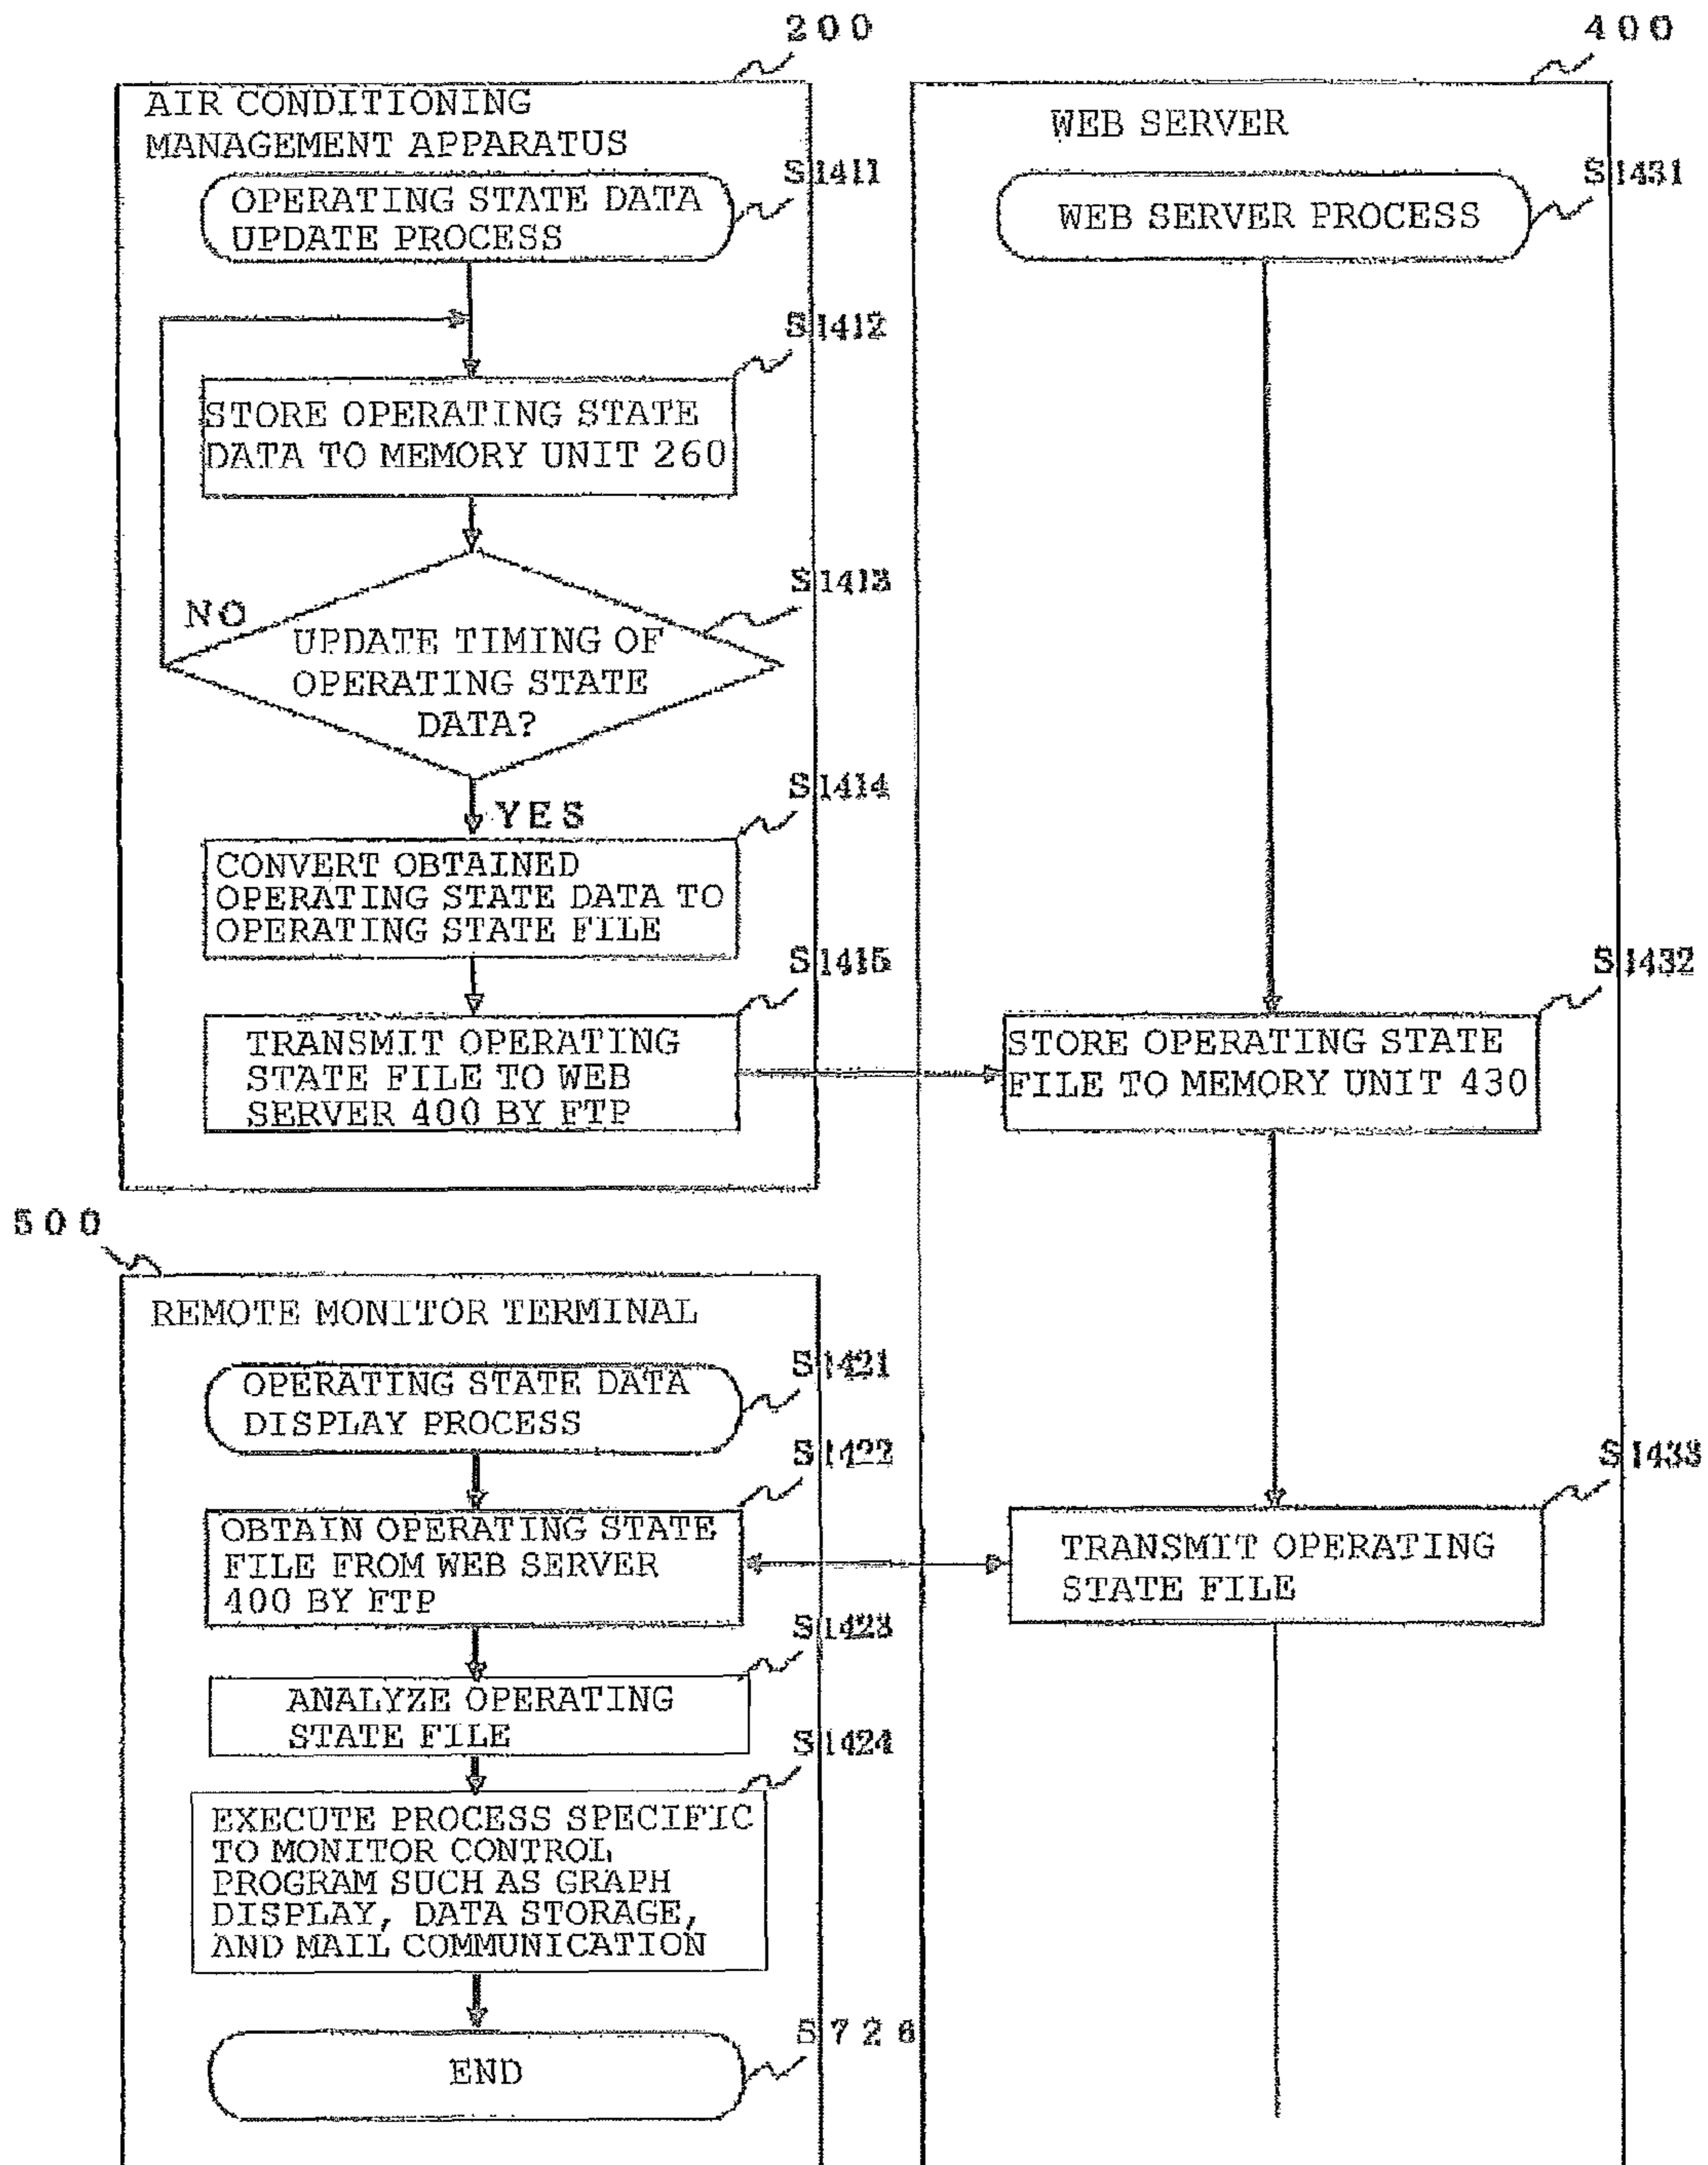 200
400
AIR CONDITIONING
MANAGEMENT APPARATUS
WEB SERVER
S1411
OPERATING STATE DATA
UPDATE PROCESS
S1431
WEB SERVER PROCESS
S1412
STORE OPERATING STATE
DATA TO MEMORY UNIT 260
S1413
NO
UPDATE TIMING OF
OPERATING STATE
DATA?
YES
S1414
CONVERT OBTAINED
OPERATING STATE DATA TO
OPERATING STATE FILE
S1415
TRANSMIT OPERATING
STATE FILE TO WEB
SERVER 400 BY FTP
S1432
STORE OPERATING STATE
FILE TO MEMORY UNIT 430
500
REMOTE MONITOR TERMINAL
S1421
OPERATING STATE DATA
DISPLAY PROCESS
S1422
OBTAIN OPERATING STATE
FILE FROM WEB SERVER
400 BY FTP
S1433
TRANSMIT OPERATING
STATE FILE
S1423
ANALYZE OPERATING
STATE FILE
S1424
EXECUTE PROCESS SPECIFIC
TO MONITOR CONTROL
PROGRAM SUCH AS GRAPH
DISPLAY, DATA STORAGE,
AND MAIL COMMUNICATION
S726
END